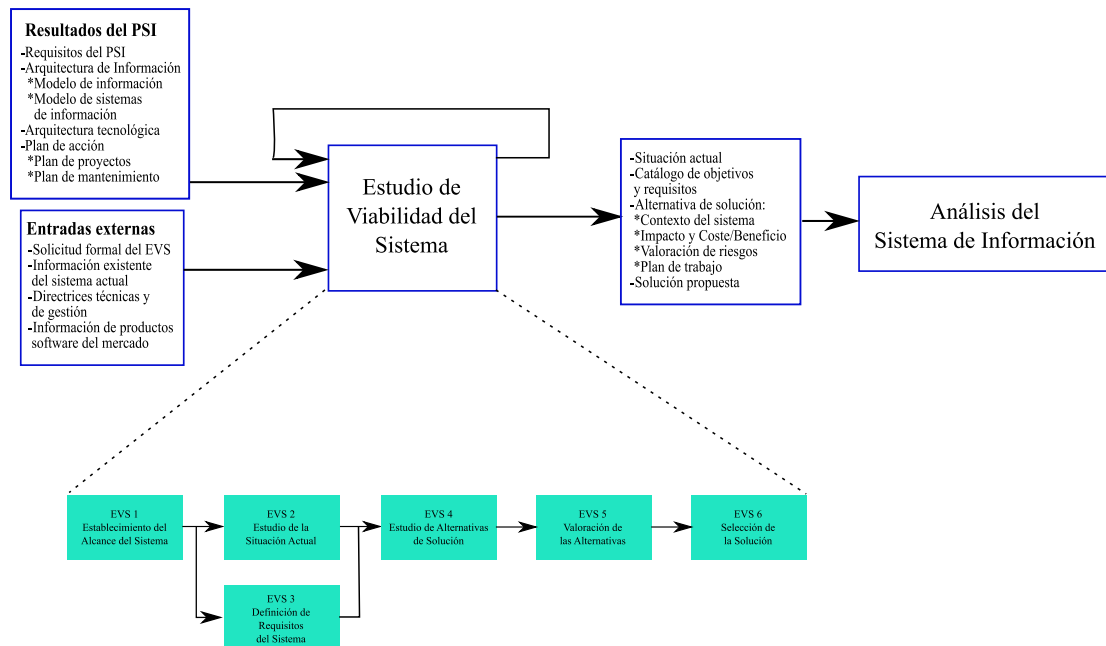 Resultados del PSI
-Requisitos del PSI
-Arquitectura de Información
*Modelo de información
*Modelo de sistemas
de información
-Arquitectura tecnológica
-Plan de acción
*Plan de proyectos
*Plan de mantenimiento
Entradas externas
-Solicitud formal del EVS
-Información existente
del sistema actual
-Directrices técnicas y
de gestión
-Información de productos
software del mercado
Estudio de
Viabilidad del
Sistema
-Situación actual
-Catálogo de objetivos
y requisitos
-Alternativa de solución:
*Contexto del sistema
*Impacto y Coste/Beneficio
*Valoración de riesgos
*Plan de trabajo
-Solución propuesta
Análisis del
Sistema de Información
EVS 1
Establecimiento del
Alcance del Sistema
EVS 2
Estudio de la
Situación Actual
EVS 3
Definición de
Requisitos
del Sistema
EVS 4
Estudio de Alternativas
de Solución
EVS 5
Valoración de
las Alternativas
EVS 6
Selección de
la Solución